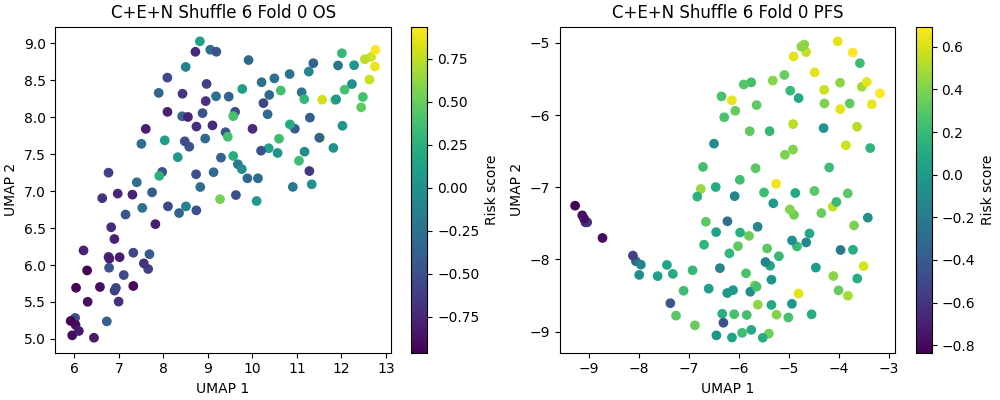 C+E+N Shuffle 6 Fold 0 OS
9.0
8.5
8.0
7.5
7.0
6.5
6.0
5.5
5.0
UMAP 2
6 7 8 9 10 11 12 13
UMAP 1
0.75
0.50
0.25
0.00
−0.25
−0.50
−0.75
Risk score
C+E+N Shuffle 6 Fold 0 PFS
−5
−6
−7
−8
−9
UMAP 2
−9 −8 −7 −6 −5 −4 −3
UMAP 1
0.6
0.4
0.2
0.0
−0.2
−0.4
−0.6
−0.8
Risk score